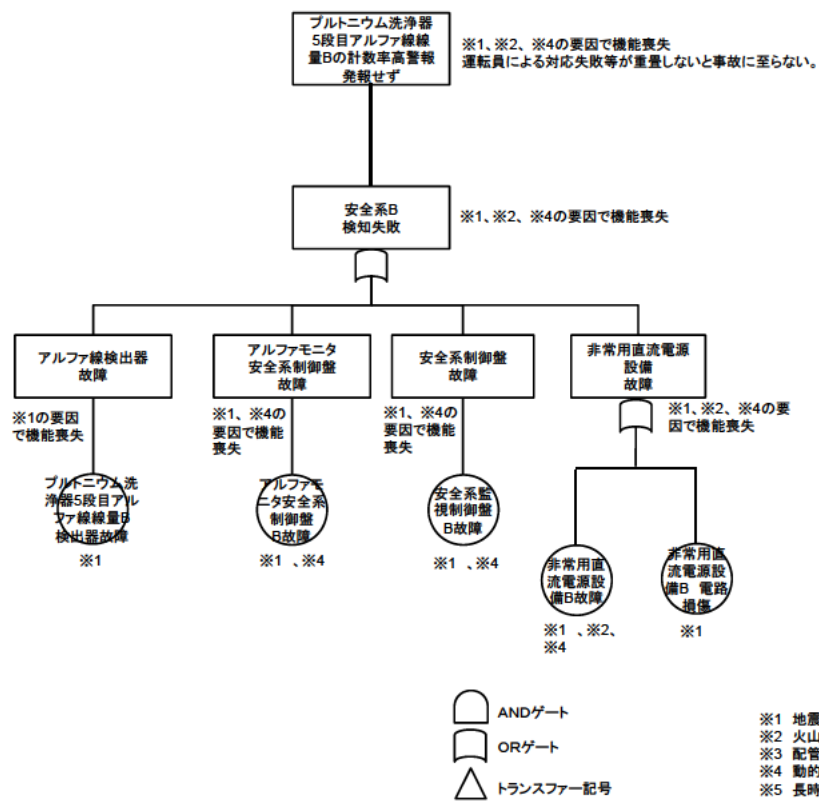 プルトニウム洗浄器
5段目アルファ線線
量Bの計数率高警報
発報せず
※1、※2、※4の要因で機能喪失
運転員による対応失敗等が重畳しないと事故に至らない。
安全系B
検知失敗
※1、※2、※4の要因で機能喪失
アルファ線検出器
故障
アルファモニタ
安全系制御盤
故障
安全系制御盤
故障
非常用直流電源
設備
故障
※1の要因
で機能喪失
※1、※4の
要因で機能
喪失
※1、※4の
要因で機能
喪失
※1、※2、※4の要
因で機能喪失
プルトニウム洗
浄器5段目アル
ファ線線量B
検出器故障
※1
アルファモ
ニタ安全系
制御盤
B故障
※1 、※4
安全系監
視制御盤
B故障
※1 、※4
非常用直
流電源設
備B故障
※1 、※2、
※4
非常用直
流電源設
備B 電路
損傷
※1
ANDゲート
ORゲート
トランスファー記号
※1 地震
※2 火山
※3 配管
※4 動的
※5 長時